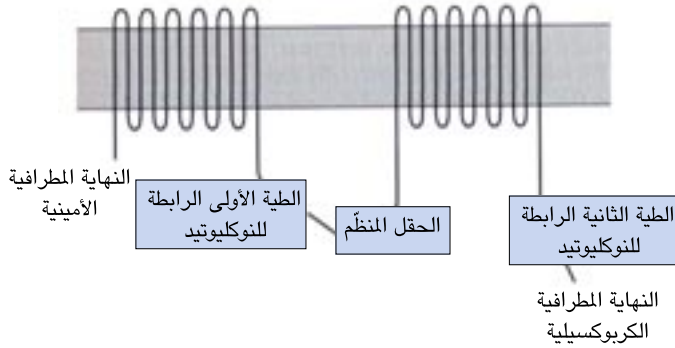 النهاية المطرافية
الأمينية
الطية الأولى الرابطة
للنوكليوتيد
الحقل المنظّم
الطية الثانية الرابطة
للنوكليوتيد
النهاية المطرافية
الكربوكسيلية